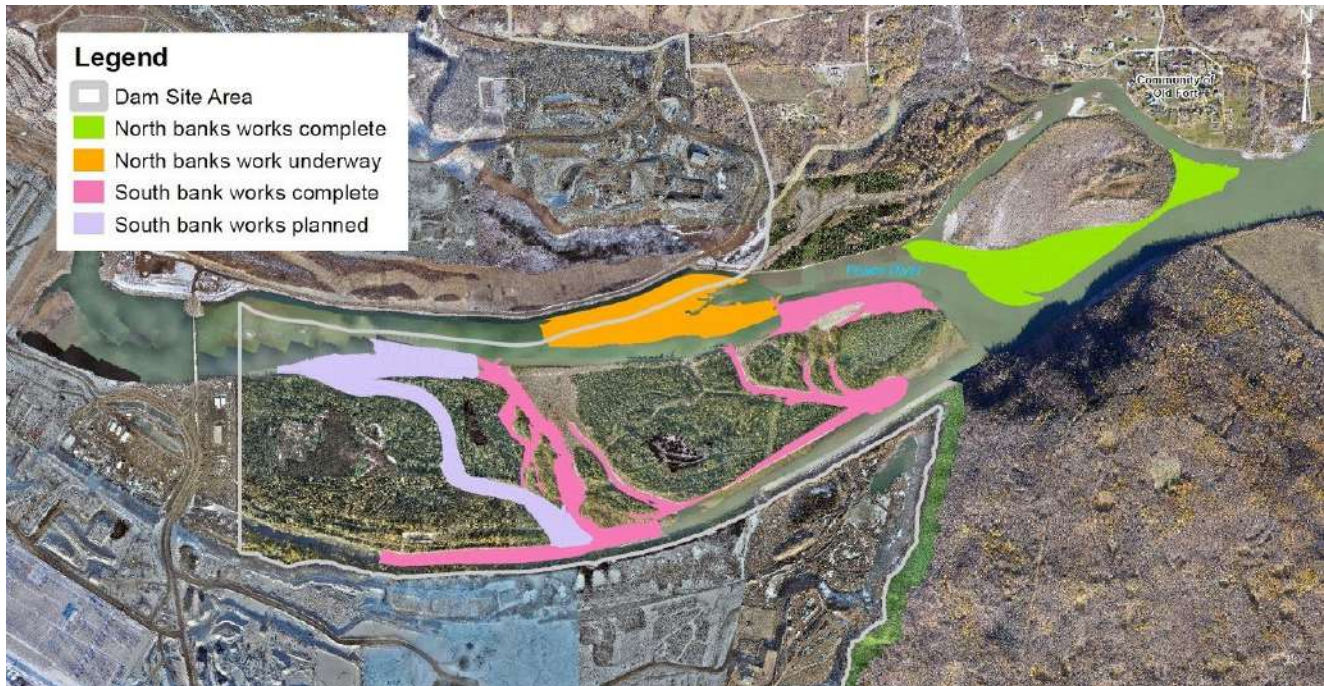 Legend
Dam Site Area
North banks works complete
North banks work underway
South bank works complete
South bank works planned
Community of
Old Fort
Peace River
N